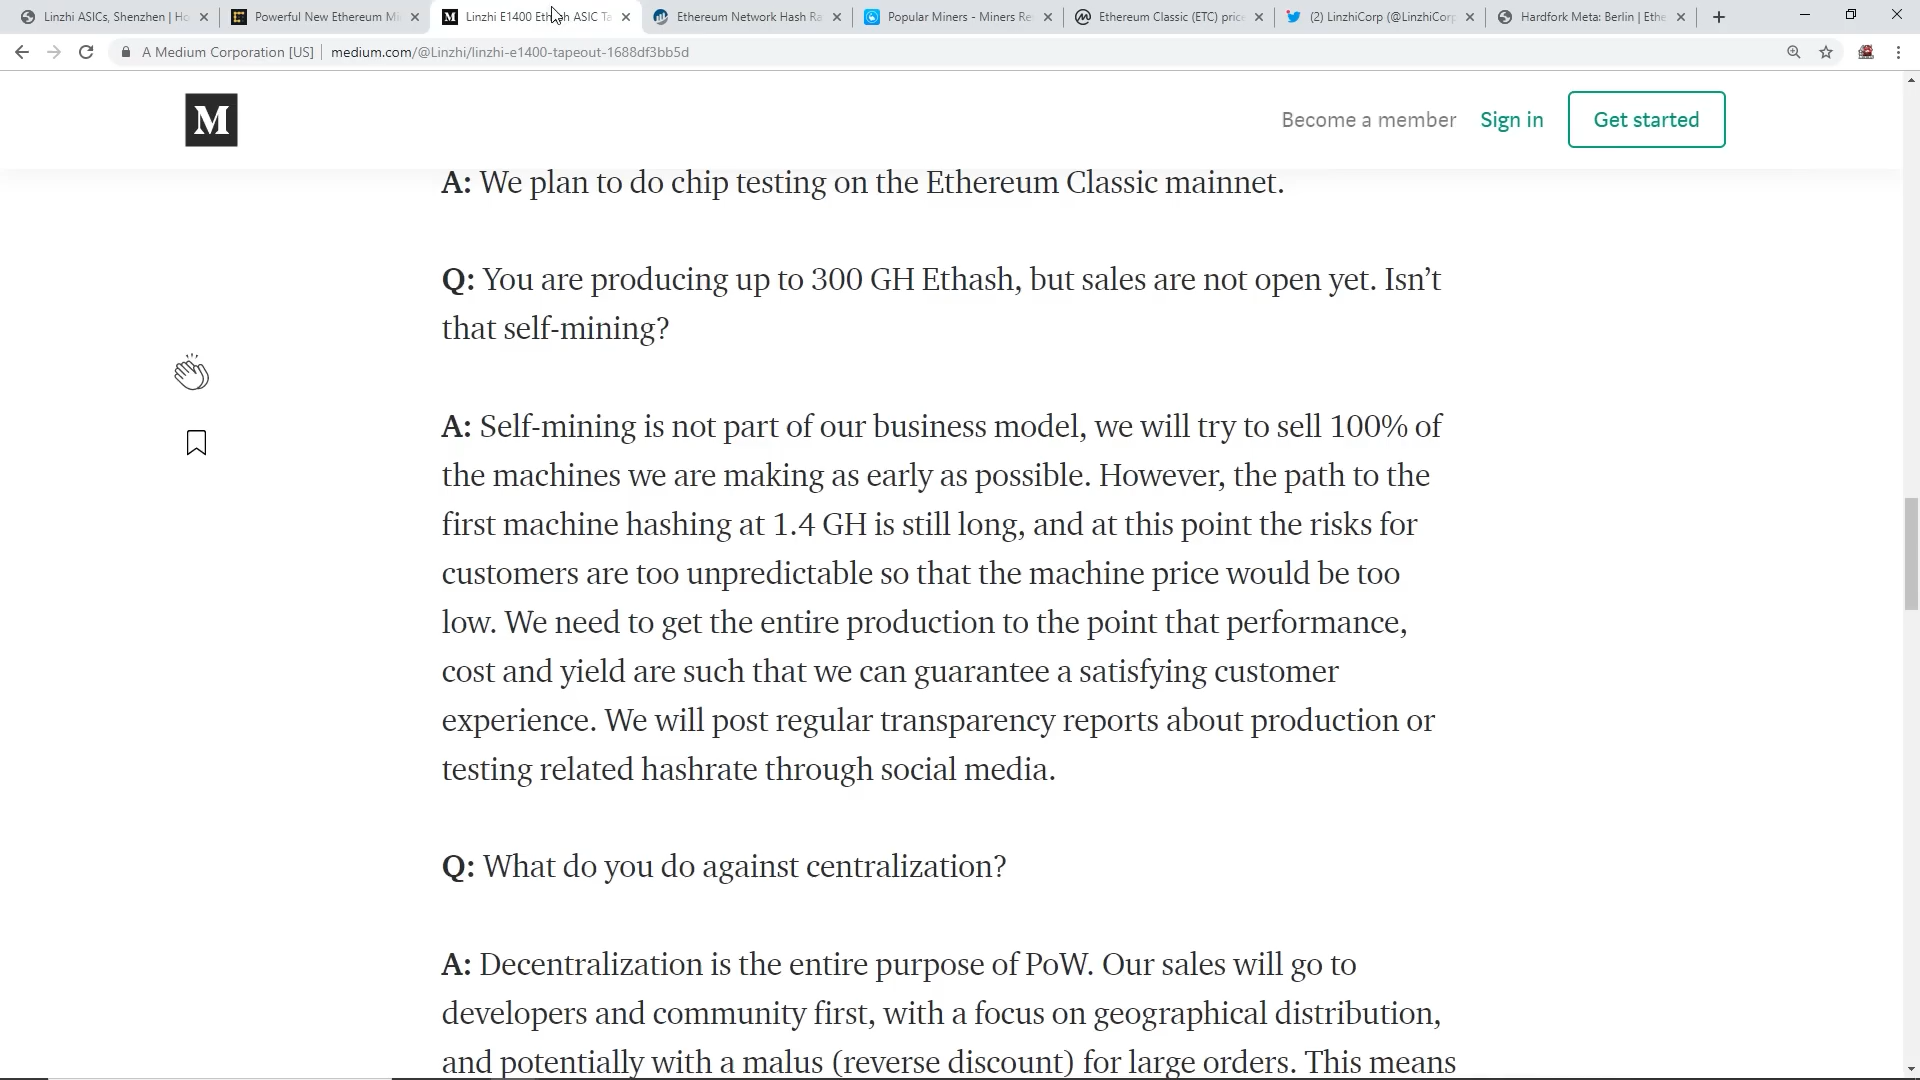 Linzhi ASICs, Shenzhen | Ho
Powerful New Ethereum Mi
Linzhi E1400 Ethash ASIC Ta
Ethereum Network Hash Ra
Popular Miners - Miners Re
Ethereum Classic (ETC) pric
(2) LinzhiCorp (@LinzhiCorp
Hardfork Meta: Berlin | Ethe
A Medium Corporation [US]
medium.com/@Linzhi/linzhi-e1400-tapeout-1688df3bb5d
M
Become a member
Sign in
Get started
A: We plan to do chip testing on the Ethereum Classic mainnet.
Q: You are producing up to 300 GH Ethash, but sales are not open yet. Isn’t
that self-mining?
A: Self-mining is not part of our business model, we will try to sell 100% of
the machines we are making as early as possible. However, the path to the
first machine hashing at 1.4 GH is still long, and at this point the risks for
customers are too unpredictable so that the machine price would be too
low. We need to get the entire production to the point that performance,
cost and yield are such that we can guarantee a satisfying customer
experience. We will post regular transparency reports about production or
testing related hashrate through social media.
Q: What do you do against centralization?
A: Decentralization is the entire purpose of PoW. Our sales will go to
developers and community first, with a focus on geographical distribution,
and potentially with a malus (reverse discount) for large orders. This means